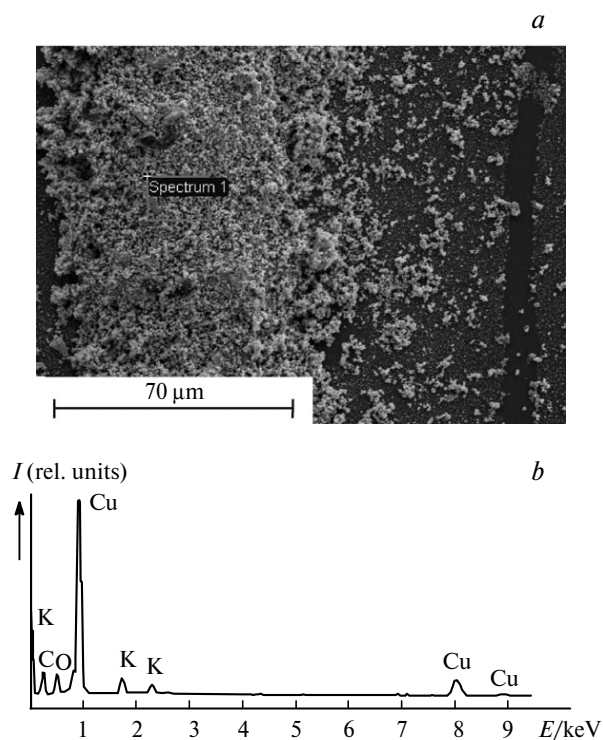 a
Spectrum 1
70 μm
I (rel. units)
b
Cu
K
C O
K K
Cu Cu
1 2 3 4 5 6 7 8 9 E/keV